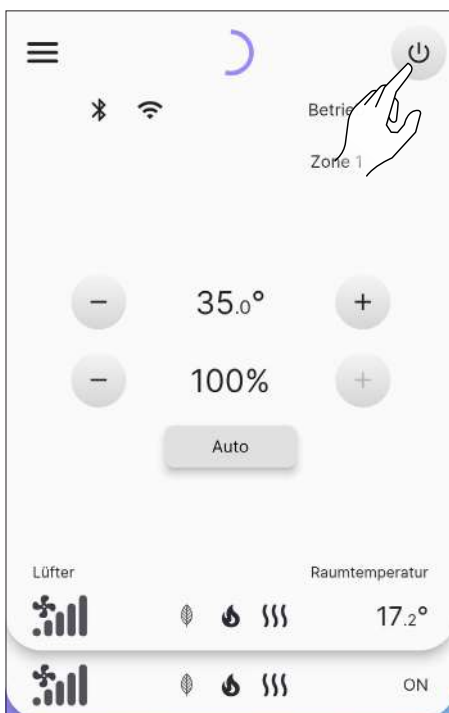 Zone 1
− 35.0° +
− 100% +
Auto
Lüfter Raumtemperatur
17.2°
ON